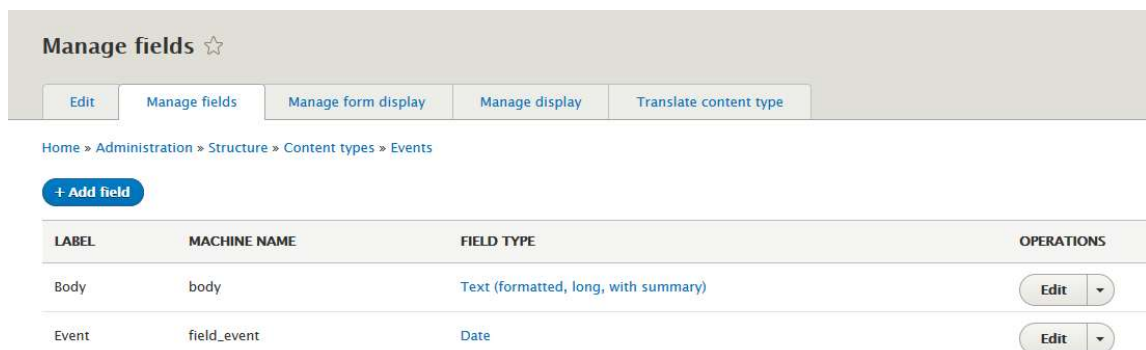 Manage fields
Edit Manage fields Manage form display Manage display Translate content type
Home » Administration » Structure » Content types » Events
+ Add field
LABEL MACHINE NAME FIELD TYPE OPERATIONS
Body body Text (formatted, long, with summary) Edit
Event field_event Date Edit